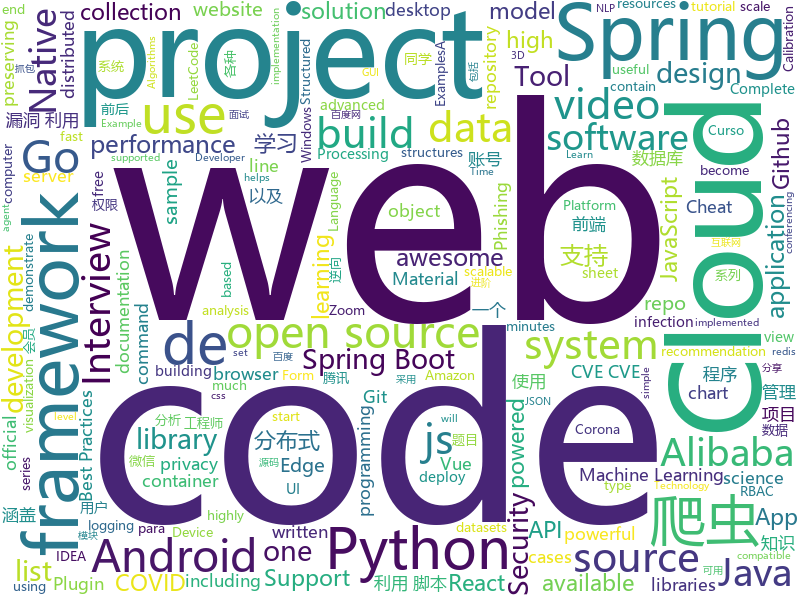 collection website solution desktop model NLP resources tutorial scale
Native project Spring
preserving distributed 系统 Algorithms implementation LeetCode 各种 同学 GUI high repository ExamplesA Windows Structured 3D Tool design useful contain Calibration Complete
抓包 包括 百度网 面试 advanced
漏洞 利用 前后 Example use video
Go performance 学习 build data software Curso Github
computer server fast supported Developer line Processing structures 数据库 become
free 权限 helps Time sample 以及 账号 Language Phishing Platform Learn JavaScript Cheat application
web cloud
framework Interview documentation object 前端 conferencing agent
development demonstrate 逆向 learning awesome Material scalable 支持 一个 进阶 Zoom analysis sheet 互联网 系列
de open source system repo infection implemented
会员 visualization command based view recommendation redis
building browser Spring Boot minutes Amazon set 百度 Form CVE CVE chart much
official Best Practices Git start css library js 腾讯 programming powered container 使用 程序 管理 simple Alibaba
code
涵盖 privacy 分布式 Vue 采用 项目 分享
science 微信 分析 工程师 Edge deploy Security 爬虫 数据 level
series 用户 React UI 题目 JSON Corona Machine Learning type 源码 end
Android Python API 知识
list written logging para one cases source App RBAC
IDEA Device 模块 will Java Technology
using Plugin COVID including Support available datasets powerful 利用 脚本 libraries 可用 compatible